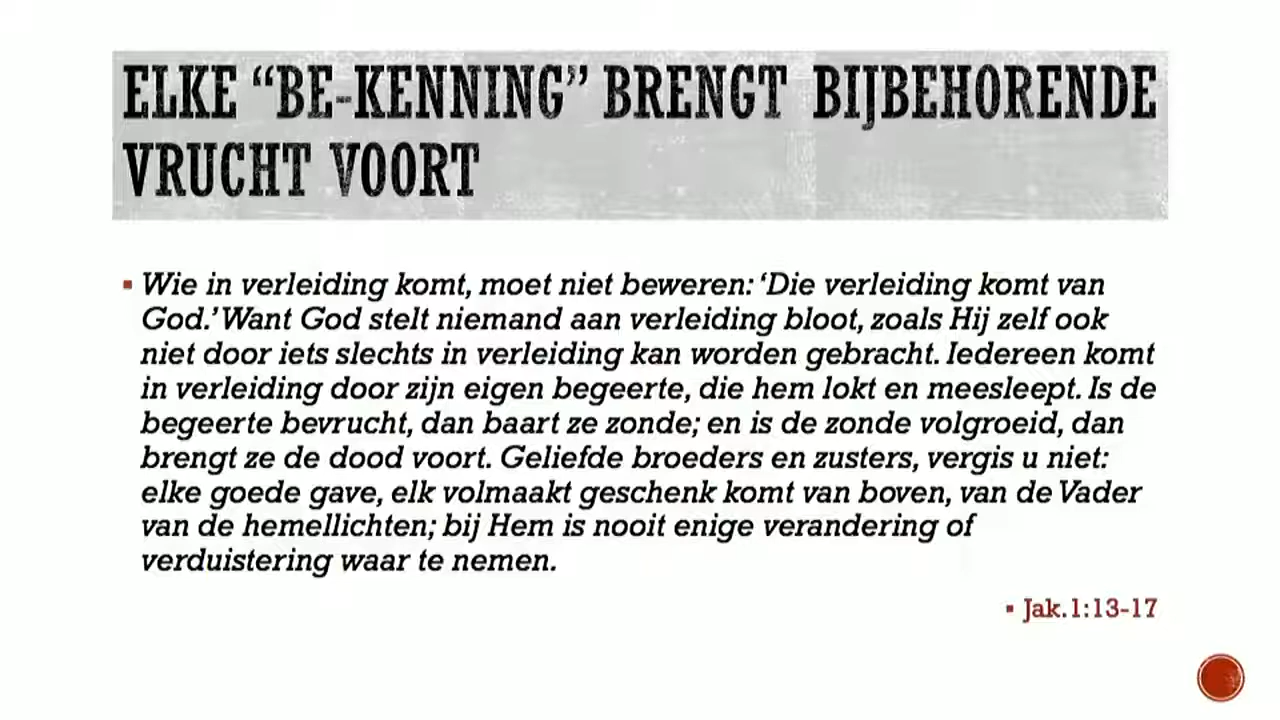 ELKE “BE-KENNING” BRENGT BIJBEHORENDE
VRUCHT VOORT
▪ Wie in verleiding komt, moet niet beweren: ‘Die verleiding komt van
God.’ Want God stelt niemand aan verleiding bloot, zoals Hij zelf ook
niet door iets slechts in verleiding kan worden gebracht. Iedereen komt
in verleiding door zijn eigen begeerte, die hem lokt en meesleept. Is de
begeerte bevrucht, dan baart ze zonde; en is de zonde volgroeid, dan
brengt ze de dood voort. Geliefde broeders en zusters, vergis u niet:
elke goede gave, elk volmaakt geschenk komt van boven, van de Vader
van de hemellichten; bij Hem is nooit enige verandering of
verduistering waar te nemen.
▪ Jak.1:13-17